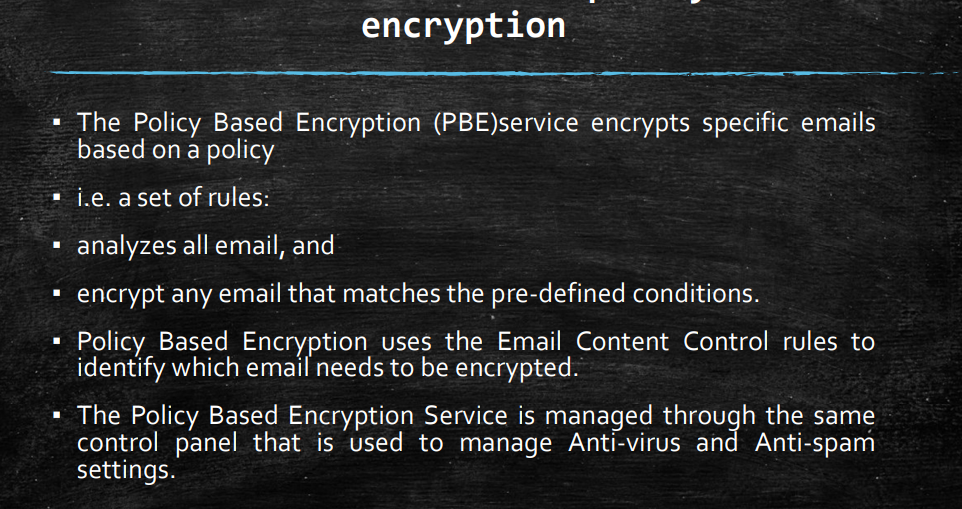 encryption
▪ The Policy Based Encryption (PBE)service encrypts specific emails
based on a policy
▪ i.e. a set of rules:
▪ analyzes all email, and
▪ encrypt any email that matches the pre-defined conditions.
▪ Policy Based Encryption uses the Email Content Control rules to
identify which email needs to be encrypted.
▪ The Policy Based Encryption Service is managed through the same
control panel that is used to manage Anti-virus and Anti-spam
settings.